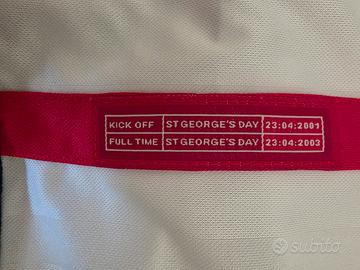 KICK OFF ST GEORGE'S DAY 23:04:2001
FULL TIME ST GEORGE'S DAY 23:04:2003
subito